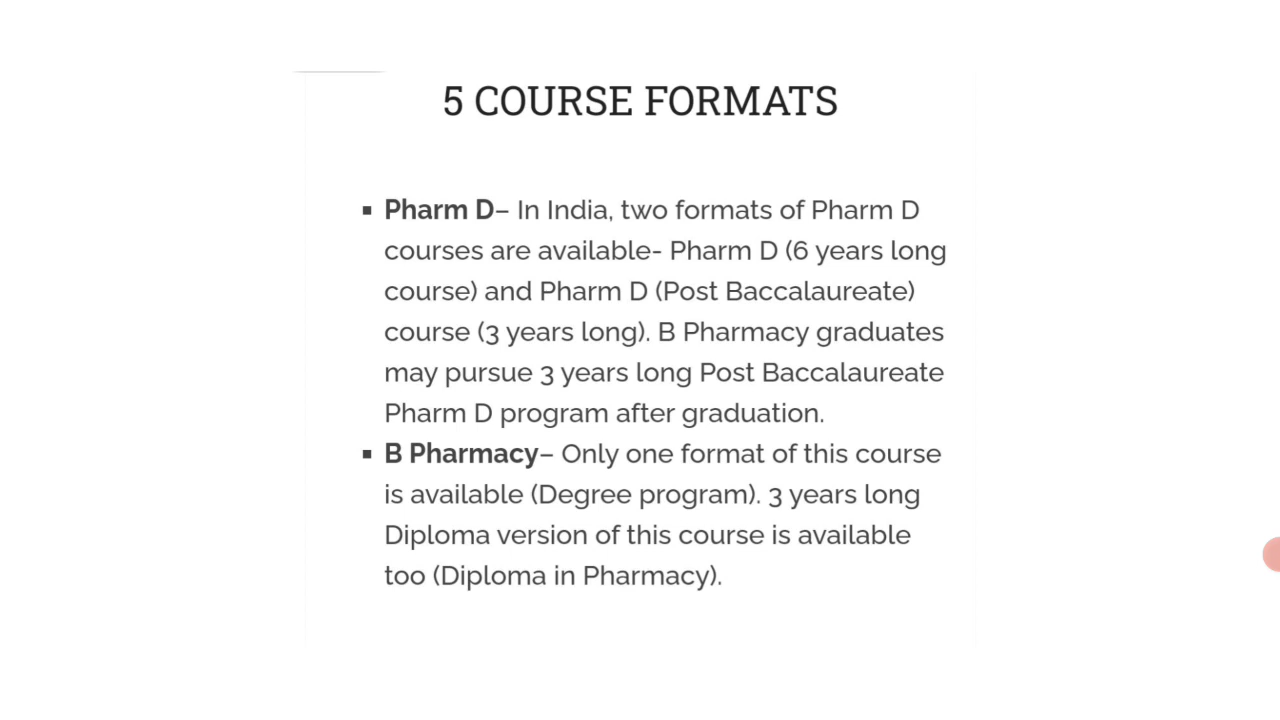 5 COURSE FORMATS
▪ Pharm D– In India, two formats of Pharm D
courses are available- Pharm D (6 years long
course) and Pharm D (Post Baccalaureate)
course (3 years long). B Pharmacy graduates
may pursue 3 years long Post Baccalaureate
Pharm D program after graduation.
▪ B Pharmacy– Only one format of this course
is available (Degree program). 3 years long
Diploma version of this course is available
too (Diploma in Pharmacy).